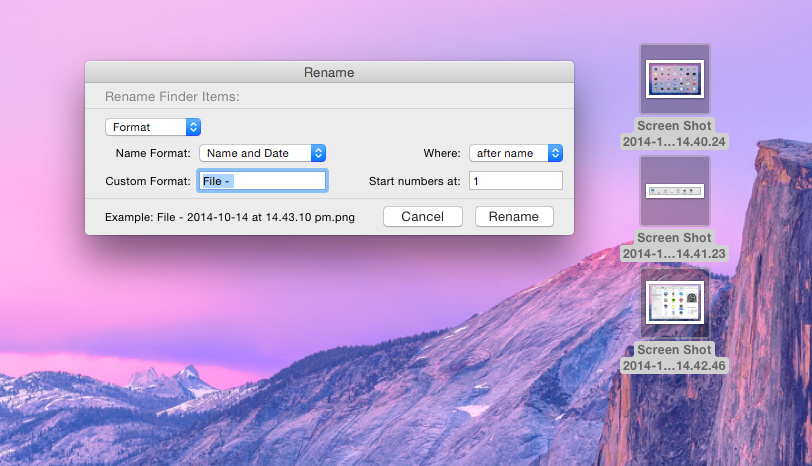 Rename
Rename Finder Items:
Format
Name Format: Name and Date Where: after name
Custom Format: File - Start numbers at: 1
Example: File - 2014-10-14 at 14.43.10 pm.png Cancel Rename
Screen Shot
2014-1...14.40.24
Screen Shot
2014-1...14.41.23
Screen Shot
2014-1...14.42.46